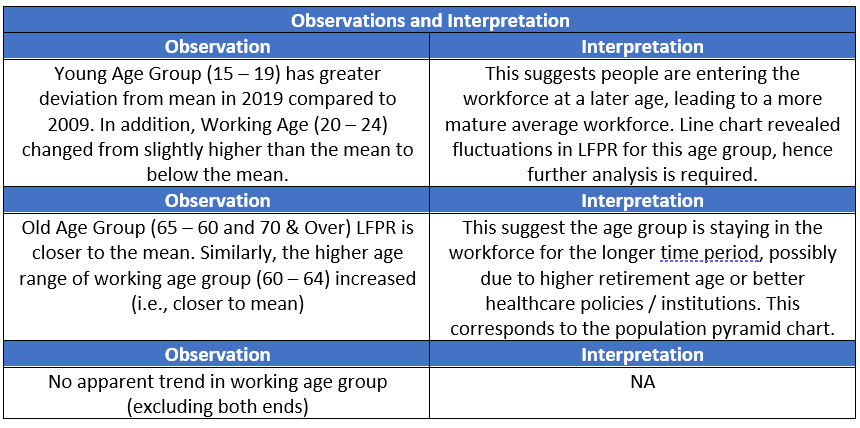 Observations and Interpretation
Observation
Interpretation
Young Age Group (15 – 19) has greater
deviation from mean in 2019 compared to
2009. In addition, Working Age (20 – 24)
changed from slightly higher than the mean to
below the mean.
This suggests people are entering the
workforce at a later age, leading to a more
mature average workforce. Line chart revealed
fluctuations in LFPR for this age group, hence
further analysis is required.
Observation
Interpretation
Old Age Group (65 – 60 and 70 & Over) LFPR is
closer to the mean. Similarly, the higher age
range of working age group (60 – 64) increased
(i.e., closer to mean)
This suggest the age group is staying in the
workforce for the longer time period, possibly
due to higher retirement age or better
healthcare policies / institutions. This
corresponds to the population pyramid chart.
Observation
Interpretation
No apparent trend in working age group
(excluding both ends)
NA